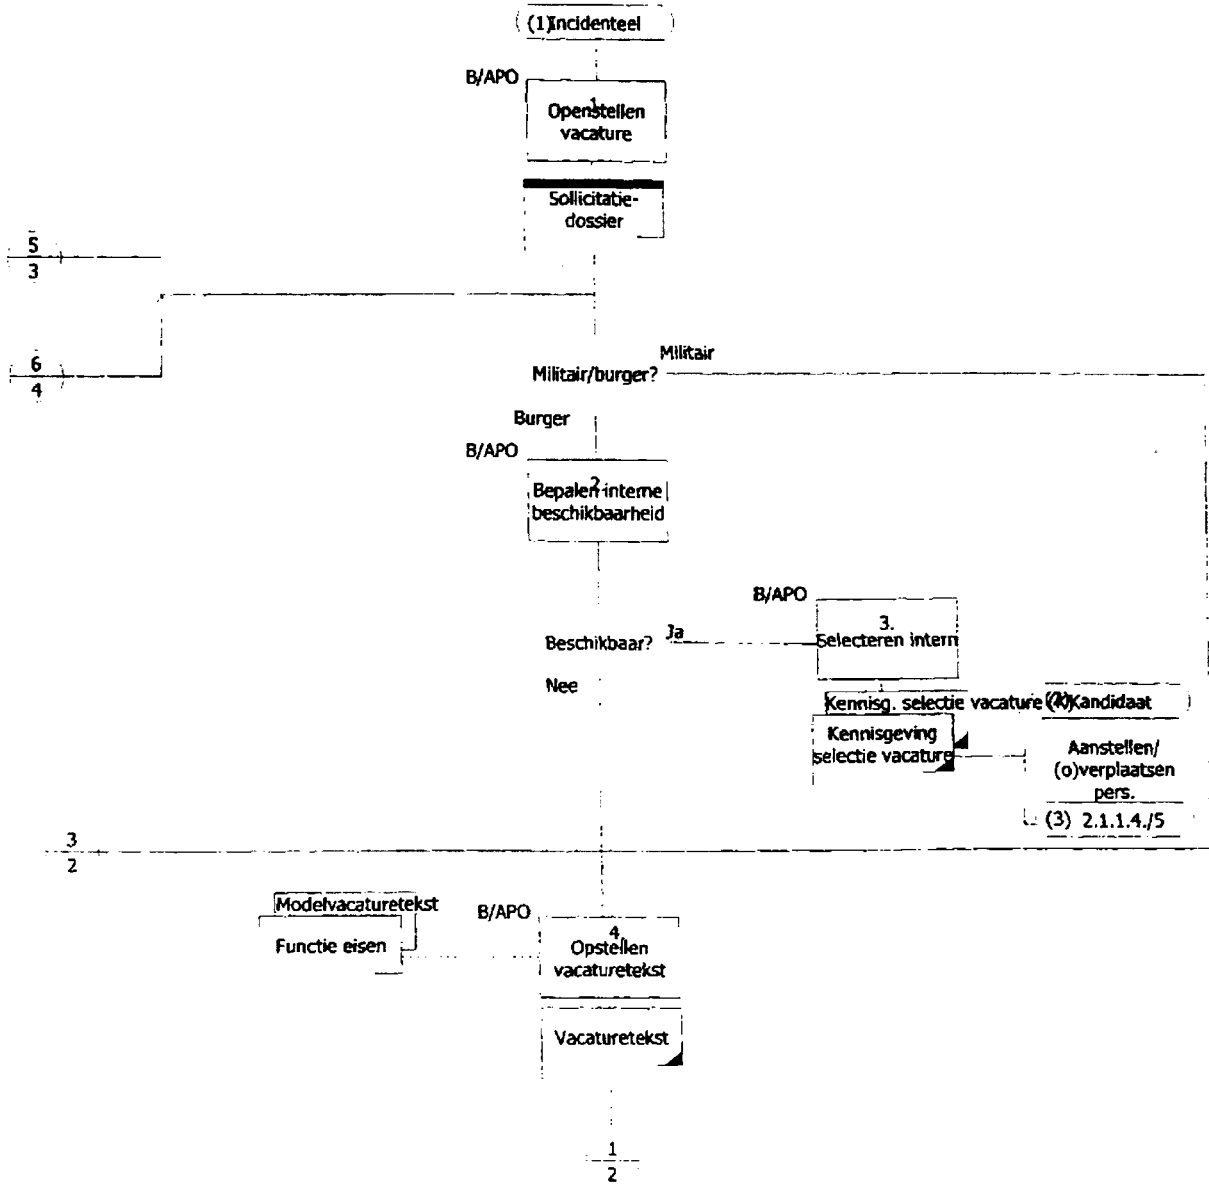 (1) Incidenteel
B/APO
1.
Openstellen
vacature
Sollicitatie-
dossier
5
3
6
4
Militair
Militair/burger?
Burger
B/APO
2.
Bepalen interne
beschikbaarheid
B/APO
3.
Selecteren intern
Ja
Beschikbaar?
Nee
Kennisg. selectie vacature (k)
(2) Kandidaat
Kennisgeving
selectie vacature
Aanstellen/
(o)verplaatsen
pers.
(3) 2.1.1.4./5
3
2
Modelvacaturetekst
Functie eisen
B/APO
4.
Opstellen
vacaturetekst
Vacaturetekst
1
2